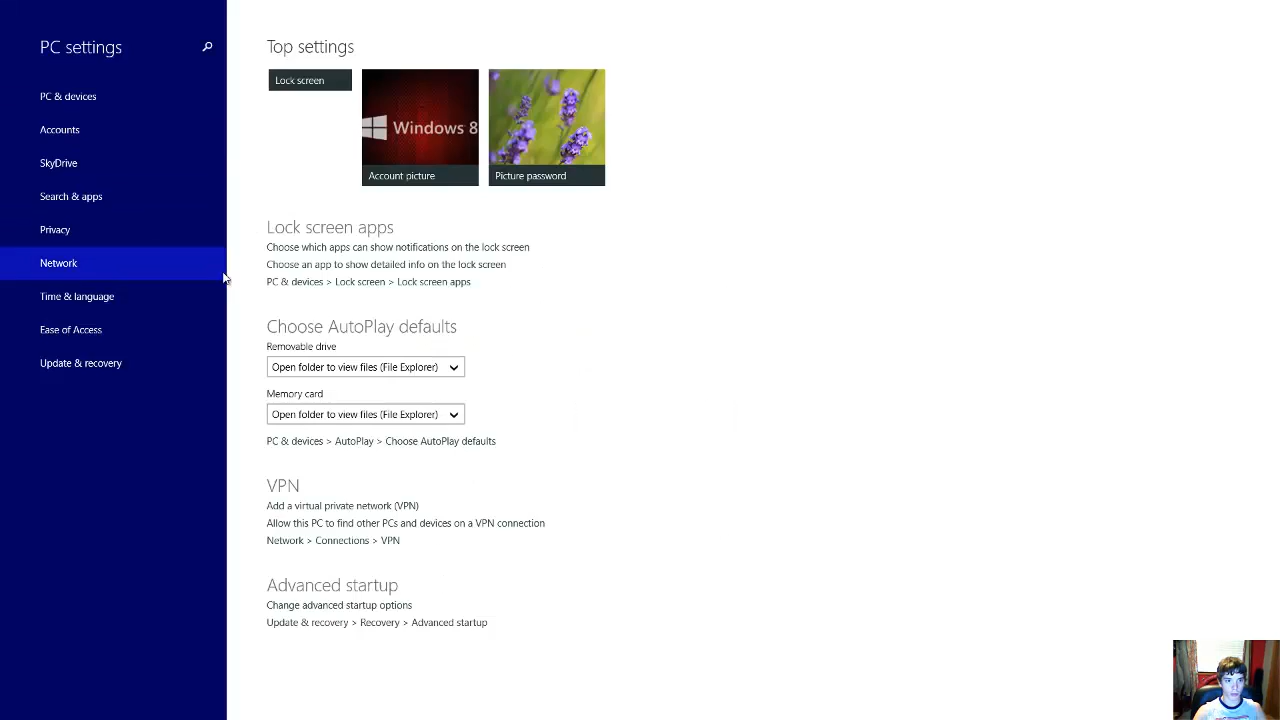 PC settings
PC & devices
Accounts
SkyDrive
Search & apps
Privacy
Network
Time & language
Ease of Access
Update & recovery
Top settings
Lock screen
Windows 8
Account picture
Picture password
Lock screen apps
Choose which apps can show notifications on the lock screen
Choose an app to show detailed info on the lock screen
PC & devices > Lock screen > Lock screen apps
Choose AutoPlay defaults
Removable drive
Open folder to view files (File Explorer)
Memory card
Open folder to view files (File Explorer)
PC & devices > AutoPlay > Choose AutoPlay defaults
VPN
Add a virtual private network (VPN)
Allow this PC to find other PCs and devices on a VPN connection
Network > Connections > VPN
Advanced startup
Change advanced startup options
Update & recovery > Recovery > Advanced startup